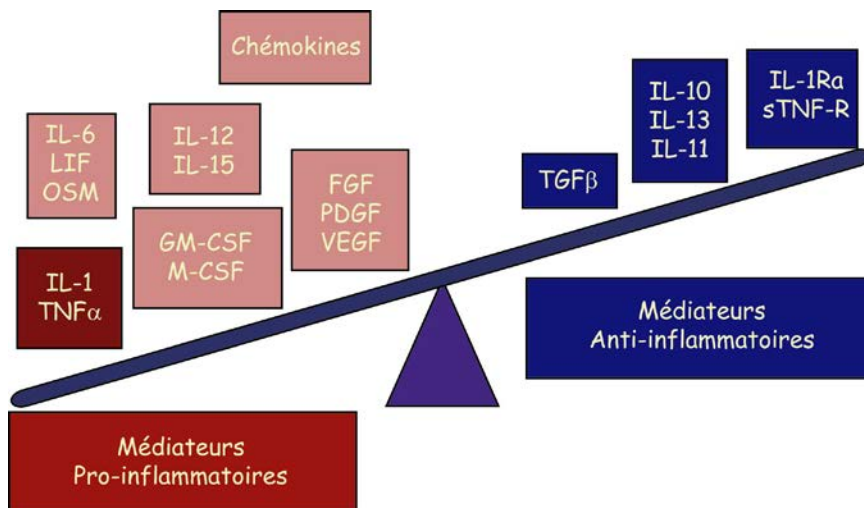 Chémokines
IL-6
LIF
OSM
IL-12
IL-15
IL-1
TNFα
GM-CSF
M-CSF
FGF
PDGF
VEGF
TGFβ
IL-10
IL-13
IL-11
IL-1Ra
sTNF-R
Médiateurs
Pro-inflammatoires
Médiateurs
Anti-inflammatoires